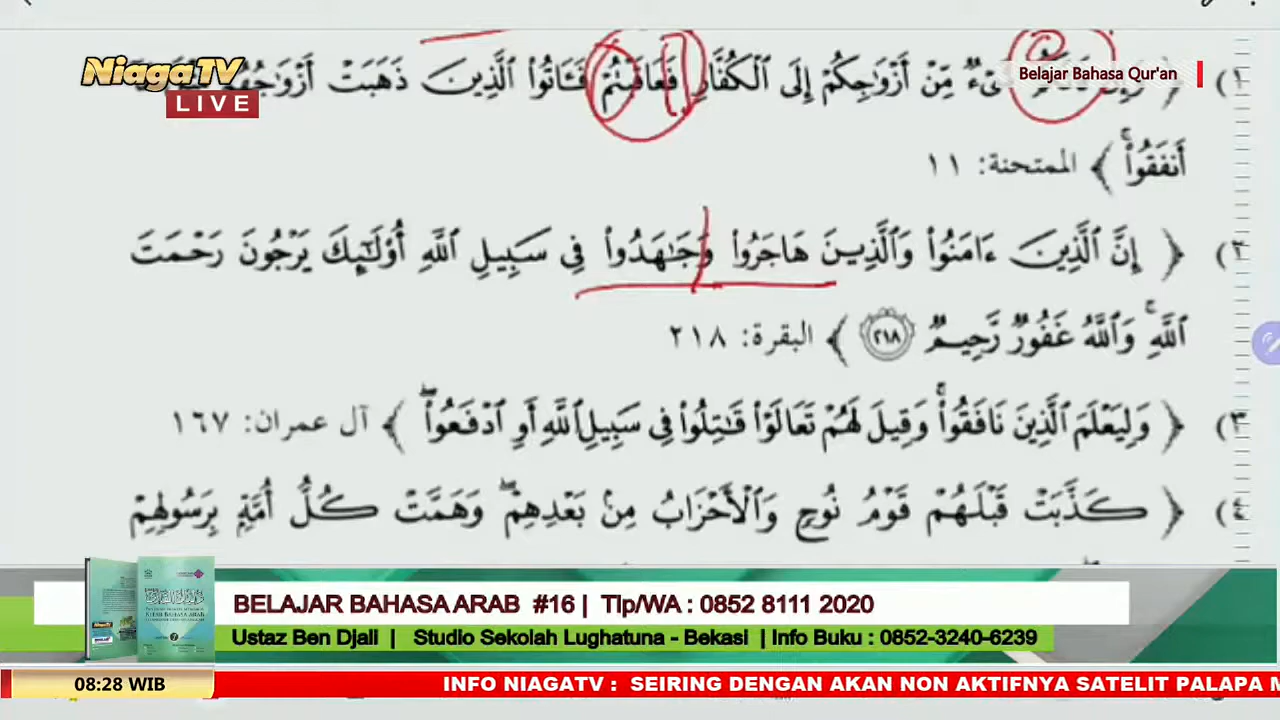 NiagaTV
LIVE
Belajar Bahasa Qur'an
شَىْءٌ مِّنْ أَزْوَٰجِكُمْ إِلَى ٱلْكُفَّارِ فَعَاقَبْتُمْ فَـَٔاتُوا۟ ٱلَّذِينَ ذَهَبَتْ
أَنفَقُوا۟ۚ ﴾ الممتحنة: ١١
٢) ﴿ إِنَّ ٱلَّذِينَ ءَامَنُوا۟ وَٱلَّذِينَ هَاجَرُوا۟ وَجَـٰهَدُوا۟ فِى سَبِيلِ ٱللَّهِ أُو۟لَـٰٓئِكَ يَرْجُونَ رَحْمَتَ
ٱللَّهِۚ وَٱللَّهُ غَفُورٌ رَّحِيمٌ ٢١٨ ﴾ البقرة: ٢١٨
٣) ﴿ وَلِيَعْلَمَ ٱلَّذِينَ نَافَقُوا۟ۚ وَقِيلَ لَهُمْ تَعَالَوْا۟ قَـٰتِلُوا۟ فِى سَبِيلِ ٱللَّهِ أَوِ ٱدْفَعُوا۟ۖ ﴾ آل عمران: ١٦٧
٤) ﴿ كَذَّبَتْ قَبْلَهُمْ قَوْمُ نُوحٍ وَٱلْأَحْزَابُ مِنۢ بَعْدِهِمْۖ وَهَمَّتْ كُلُّ أُمَّةٍۭ بِرَسُولِهِمْ
BELAJAR BAHASA ARAB #16 | Tlp/WA : 0852 8111 2020
Ustaz Ben Djali | Studio Sekolah Lughatuna - Bekasi | Info Buku : 0852-3240-6239
08:28 WIB
INFO NIAGATV : SEIRING DENGAN AKAN NON AKTIFNYA SATELIT PALAPA